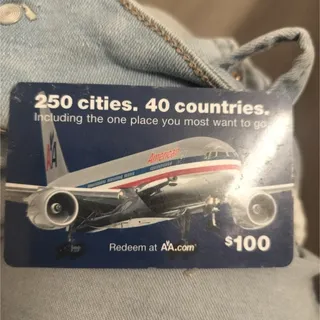 250 cities. 40 countries.
Including the one place you most want to go.
AA
American
Redeem at AA.com
$100